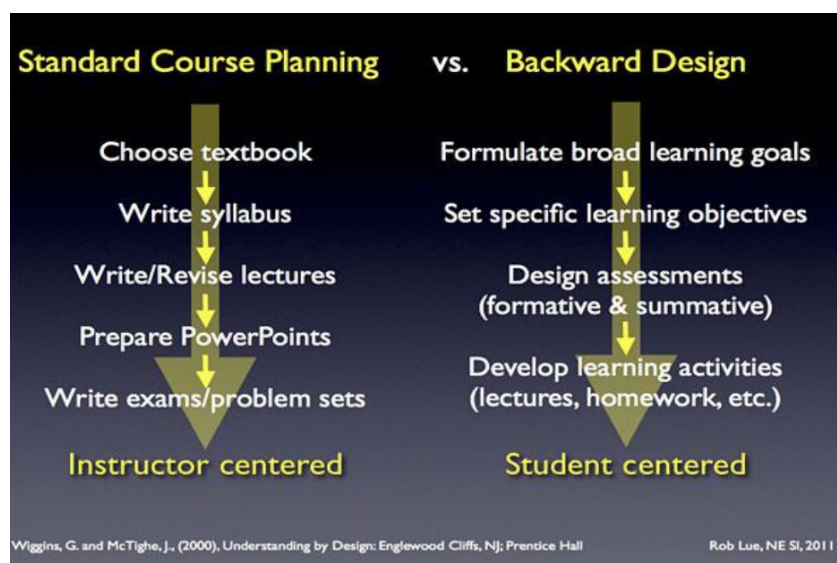 Standard Course Planning vs. Backward Design
Choose textbook
Write syllabus
Write/Revise lectures
Prepare PowerPoints
Write exams/problem sets
Instructor centered
Formulate broad learning goals
Set specific learning objectives
Design assessments
(formative & summative)
Develop learning activities
(lectures, homework, etc.)
Student centered
Wiggins, G. and McTighe, J., (2000), Understanding by Design: Englewood Cliffs, NJ; Prentice Hall
Rob Lue, NE SI, 2011